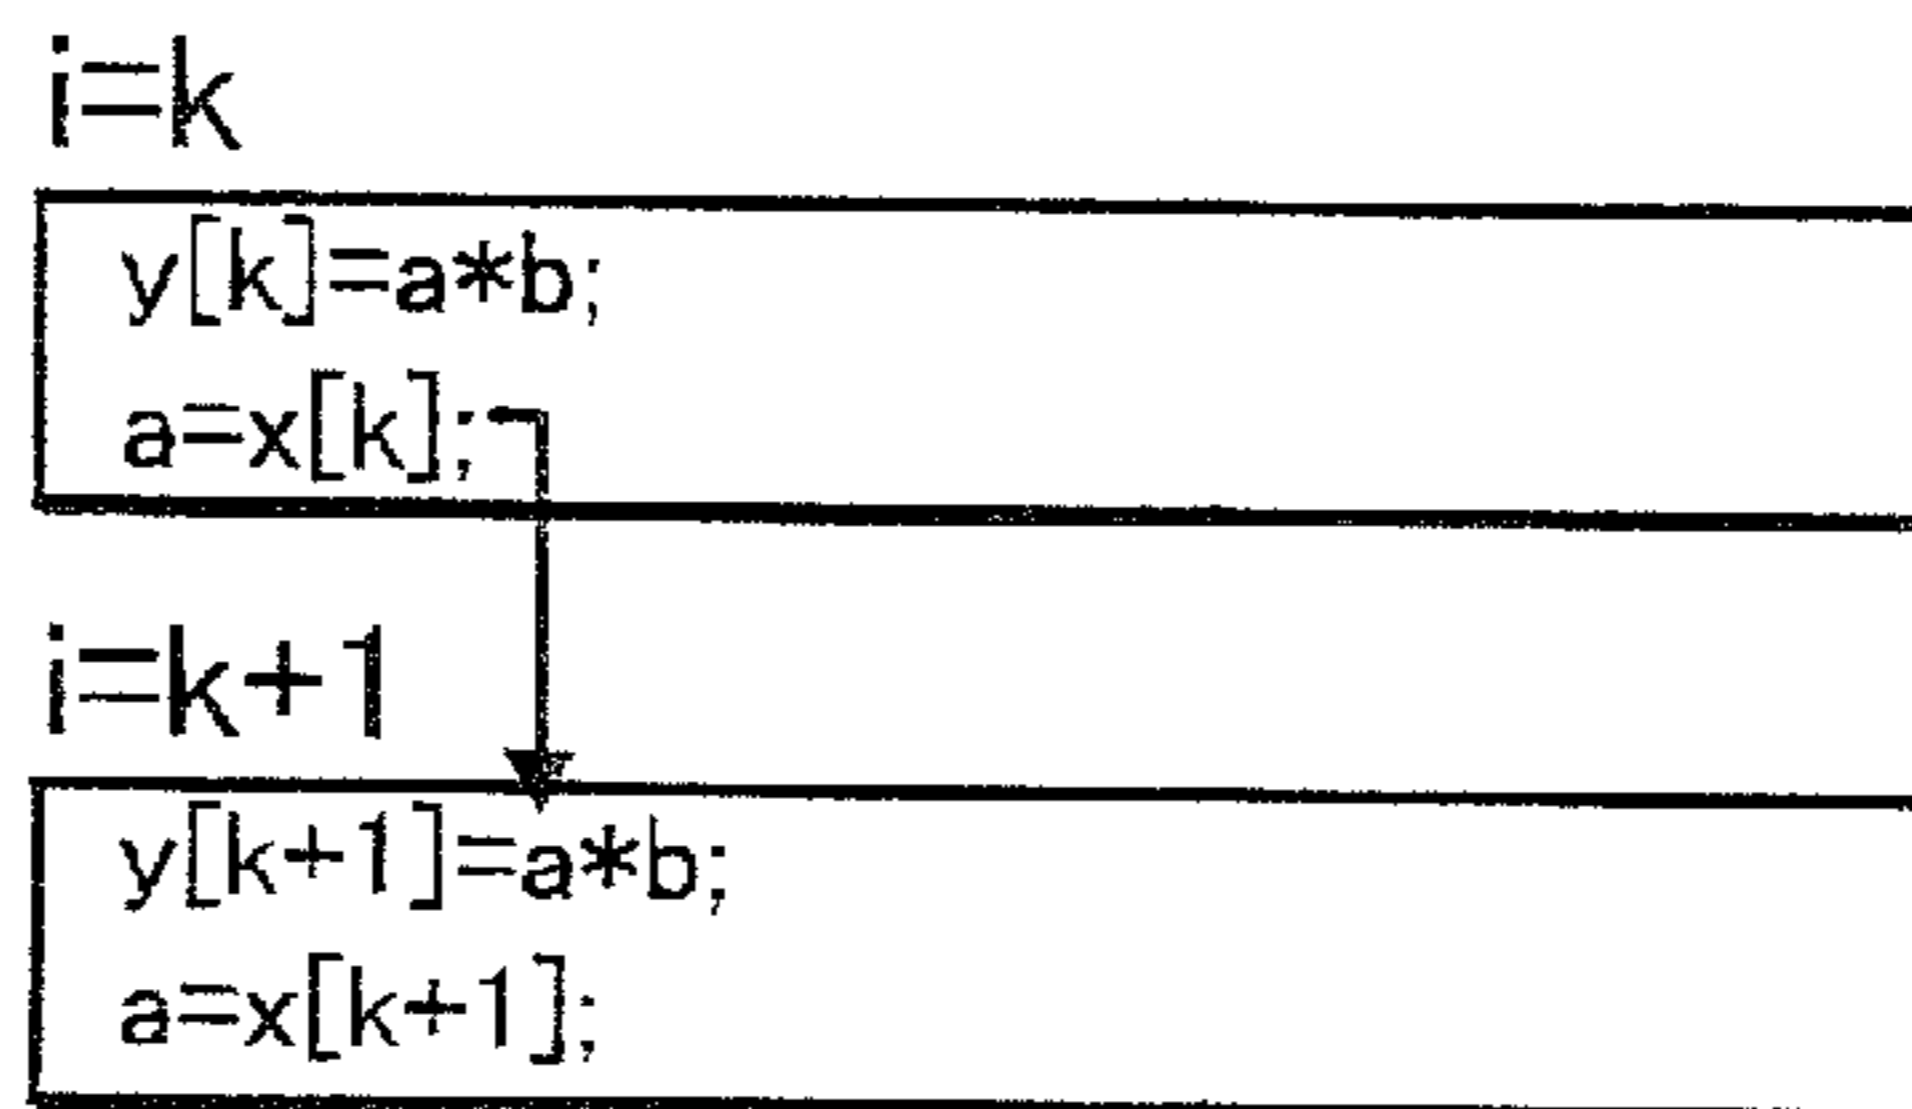 i=k
y[k]=a*b;
a=x[k];
i=k+1
y[k+1]=a*b;
a=x[k+1];